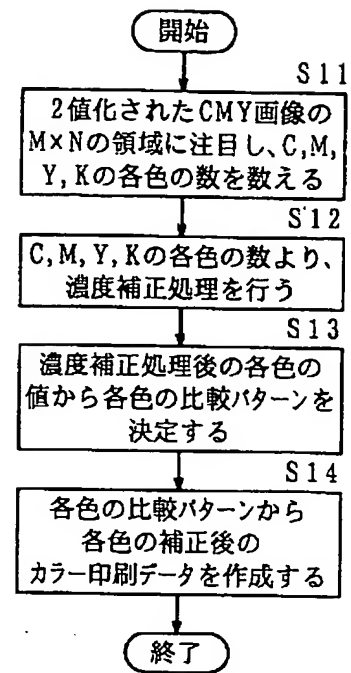 開始
S11
2値化されたCMY画像の
M×Nの領域に注目し、C,M,
Y,Kの各色の数を数える
S12
C,M,Y,Kの各色の数より、
濃度補正処理を行う
S13
濃度補正処理後の各色の
値から各色の比較パターンを
決定する
S14
各色の比較パターンから
各色の補正後の
カラー印刷データを作成する
終了